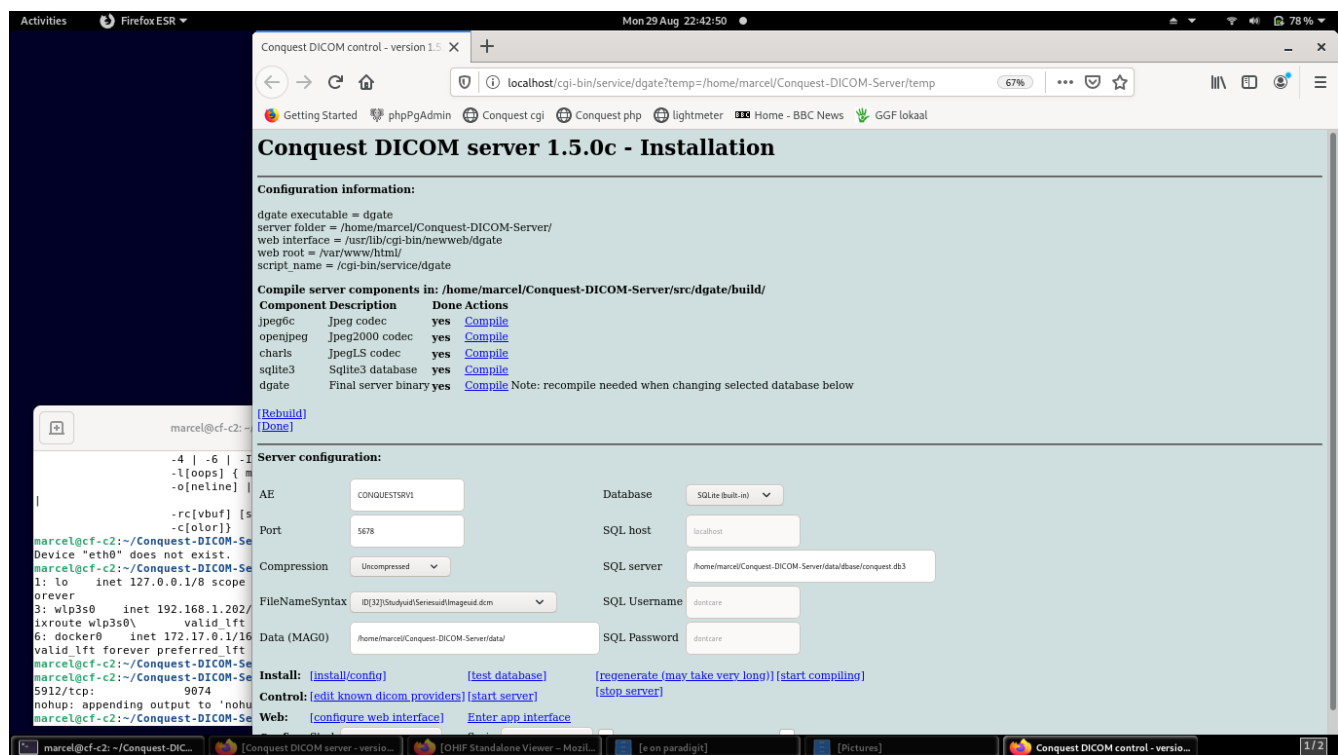 Activities Firefox ESR Mon 29 Aug 22:42:50 78 %
Conquest DICOM control - version 1.5
localhost/cgi-bin/service/dgate?temp=/home/marcel/Conquest-DICOM-Server/temp 67%
Getting Started phpPgAdmin Conquest cgi Conquest php lightmeter BBC Home - BBC News GGF lokaal
Conquest DICOM server 1.5.0c - Installation
Configuration information:
dgate executable = dgate
server folder = /home/marcel/Conquest-DICOM-Server/
web interface = /usr/lib/cgi-bin/newweb/dgate
web root = /var/www/html/
script_name = /cgi-bin/service/dgate
Compile server components in: /home/marcel/Conquest-DICOM-Server/src/dgate/build/
Component Description Done Actions
jpeg6c Jpeg codec yes Compile
openjpeg Jpeg2000 codec yes Compile
charls JpegLS codec yes Compile
sqlite3 Sqlite3 database yes Compile
dgate Final server binary yes Compile Note: recompile needed when changing selected database below
[Rebuild]
[Done]
Server configuration:
AE CONQUESTSRV1 Database SQLite (built-in)
Port 5678 SQL host localhost
Compression Uncompressed SQL server /home/marcel/Conquest-DICOM-Server/data/dbase/conquest.db3
FileNameSyntax ID[32]\Studyuid\Seriesuid\Imageuid.dcm SQL Username dontcare
Data (MAG0) /home/marcel/Conquest-DICOM-Server/data/ SQL Password dontcare
Install: [install/config] [test database] [regenerate (may take very long)] [start compiling]
Control: [edit known dicom providers] [start server] [stop server]
Web: [configure web interface] Enter app interface
marcel@cf-c2: ~
-4 | -6 | -I
-l[oops] { m
-o[neline] |
|
-rc[vbuf] [s
-c[olor]}
marcel@cf-c2:~/Conquest-DICOM-Se
Device "eth0" does not exist.
marcel@cf-c2:~/Conquest-DICOM-Se
1: lo inet 127.0.0.1/8 scope
orever
3: wlp3s0 inet 192.168.1.202/
ixroute wlp3s0\ valid_lft
6: docker0 inet 172.17.0.1/16
valid_lft forever preferred_lft
marcel@cf-c2:~/Conquest-DICOM-Se
marcel@cf-c2:~/Conquest-DICOM-Se
5912/tcp: 9074
nohup: appending output to 'nohu
marcel@cf-c2:~/Conquest-DICOM-Se
marcel@cf-c2: ~/Conquest-DIC... [Conquest DICOM server - versio... [OHIF Standalone Viewer – Mozil... [e on paradigit] [Pictures] Conquest DICOM control - versio... 1/2